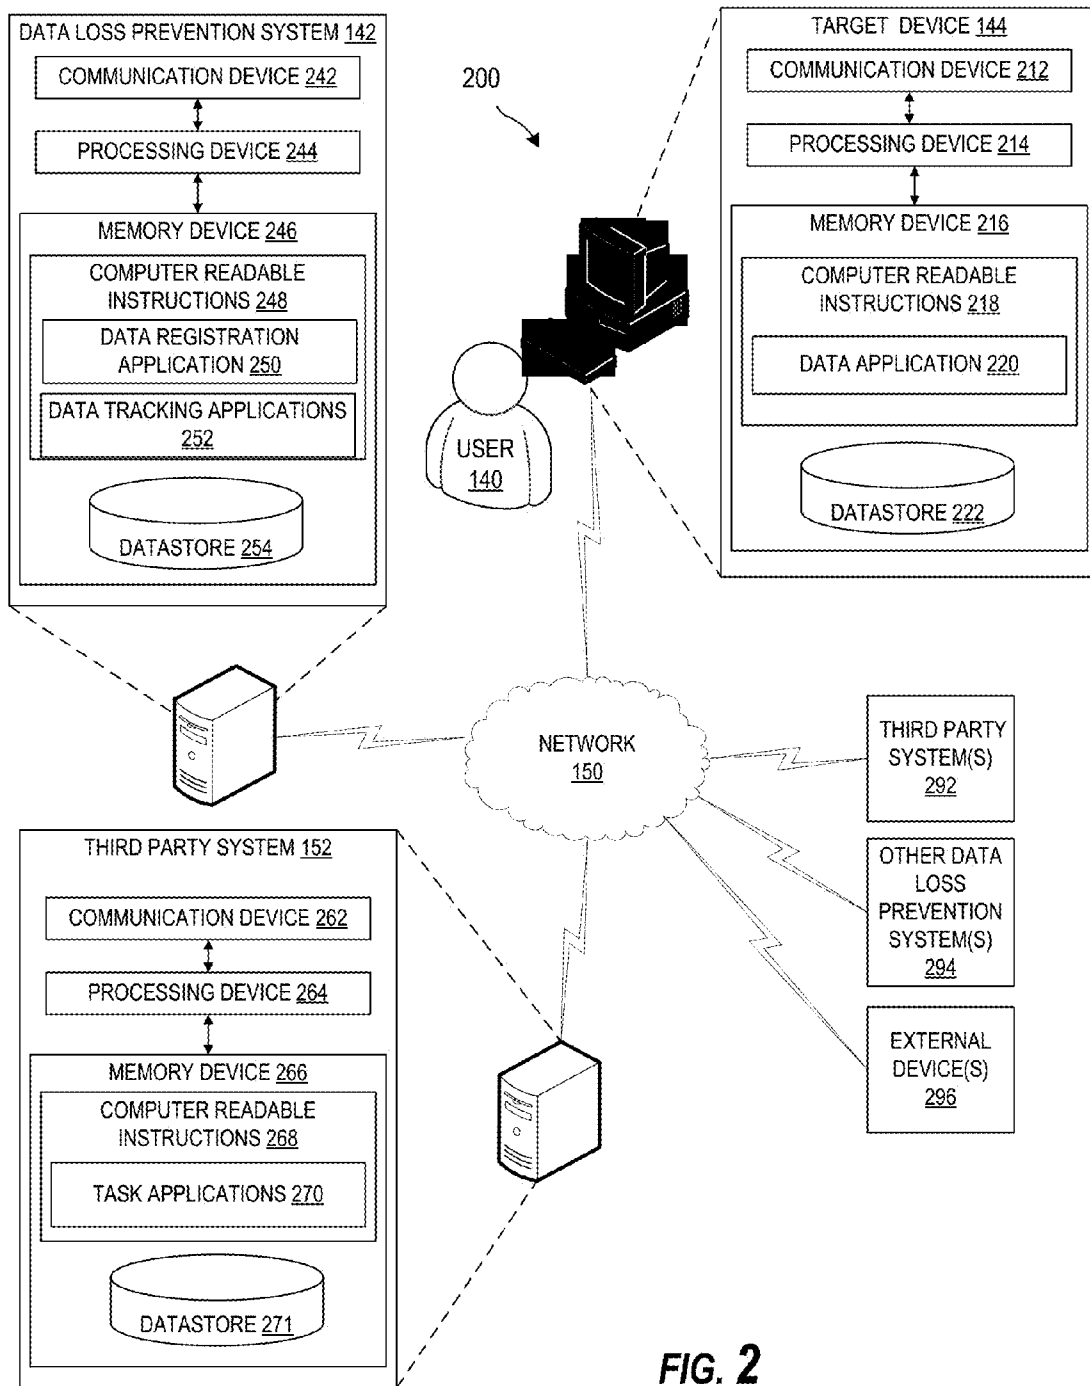 DATA LOSS PREVENTION SYSTEM 142
COMMUNICATION DEVICE 242
PROCESSING DEVICE 244
MEMORY DEVICE 246
COMPUTER READABLE
INSTRUCTIONS 248
DATA REGISTRATION
APPLICATION 250
DATA TRACKING APPLICATIONS
252
DATASTORE 254
200
USER
140
TARGET DEVICE 144
COMMUNICATION DEVICE 212
PROCESSING DEVICE 214
MEMORY DEVICE 216
COMPUTER READABLE
INSTRUCTIONS 218
DATA APPLICATION 220
DATASTORE 222
NETWORK
150
THIRD PARTY
SYSTEM(S)
292
OTHER DATA
LOSS
PREVENTION
SYSTEM(S)
294
EXTERNAL
DEVICE(S)
296
THIRD PARTY SYSTEM 152
COMMUNICATION DEVICE 262
PROCESSING DEVICE 264
MEMORY DEVICE 266
COMPUTER READABLE
INSTRUCTIONS 268
TASK APPLICATIONS 270
DATASTORE 271
FIG. 2